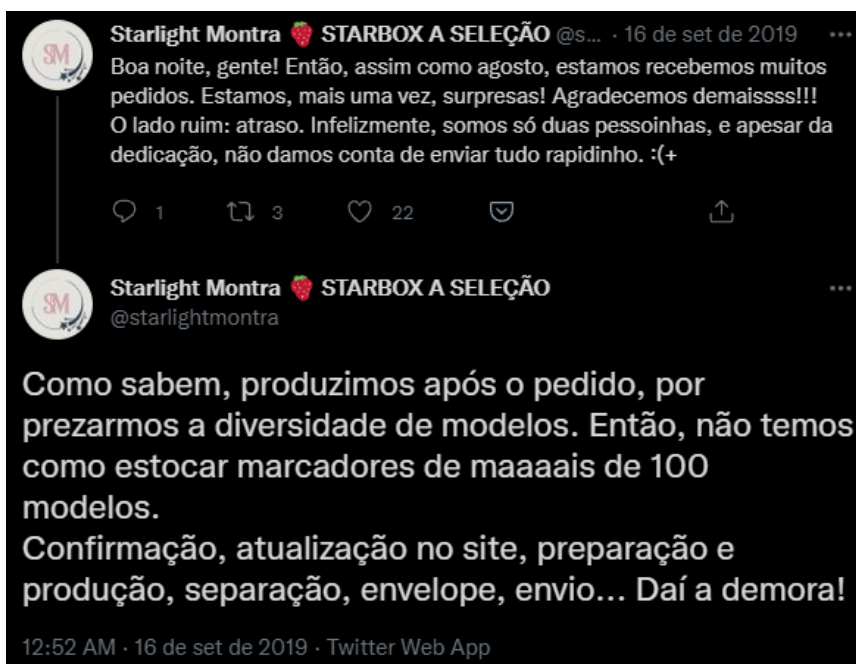 SM
Starlight Montra 🍓 STARBOX A SELEÇÃO @s... · 16 de set de 2019
Boa noite, gente! Então, assim como agosto, estamos recebemos muitos
pedidos. Estamos, mais uma vez, surpresas! Agradecemos demaissss!!!
O lado ruim: atraso. Infelizmente, somos só duas pessoinhas, e apesar da
dedicação, não damos conta de enviar tudo rapidinho. :(+
1 3 22
SM
Starlight Montra 🍓 STARBOX A SELEÇÃO
@starlightmontra
Como sabem, produzimos após o pedido, por
prezarmos a diversidade de modelos. Então, não temos
como estocar marcadores de maaaais de 100
modelos.
Confirmação, atualização no site, preparação e
produção, separação, envelope, envio... Daí a demora!
12:52 AM · 16 de set de 2019 · Twitter Web App